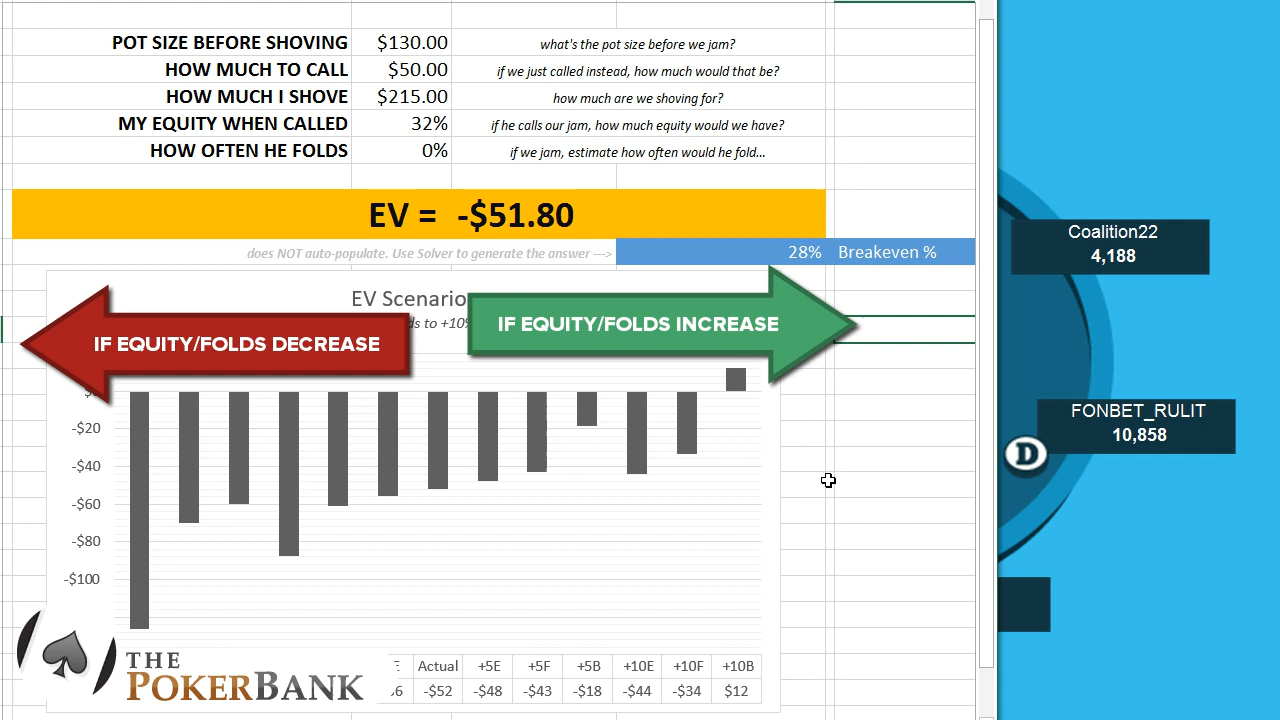 POT SIZE BEFORE SHOVING $130.00 what's the pot size before we jam?
HOW MUCH TO CALL $50.00 if we just called instead, how much would that be?
HOW MUCH I SHOVE $215.00 how much are we shoving for?
MY EQUITY WHEN CALLED 32% if he calls our jam, how much equity would we have?
HOW OFTEN HE FOLDS 0% if we jam, estimate how often would he fold...
EV = -$51.80
does NOT auto-populate. Use Solver to generate the answer ---> 28% Breakeven %
EV Scenario
to +10%
IF EQUITY/FOLDS INCREASE
IF EQUITY/FOLDS DECREASE
-$20
-$40
-$60
-$80
-$100
Actual +5E +5F +5B +10E +10F +10B
-$52 -$48 -$43 -$18 -$44 -$34 $12
THE
POKERBANK
Coalition22
4,188
FONBET_RULIT
10,858
D